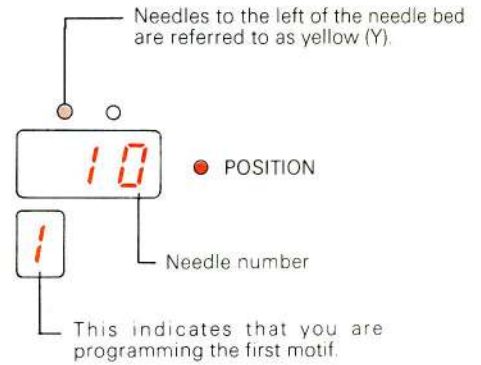 Needles to the left of the needle bed
are referred to as yellow (Y).
10
POSITION
1
Needle number
This indicates that you are
programming the first motif.